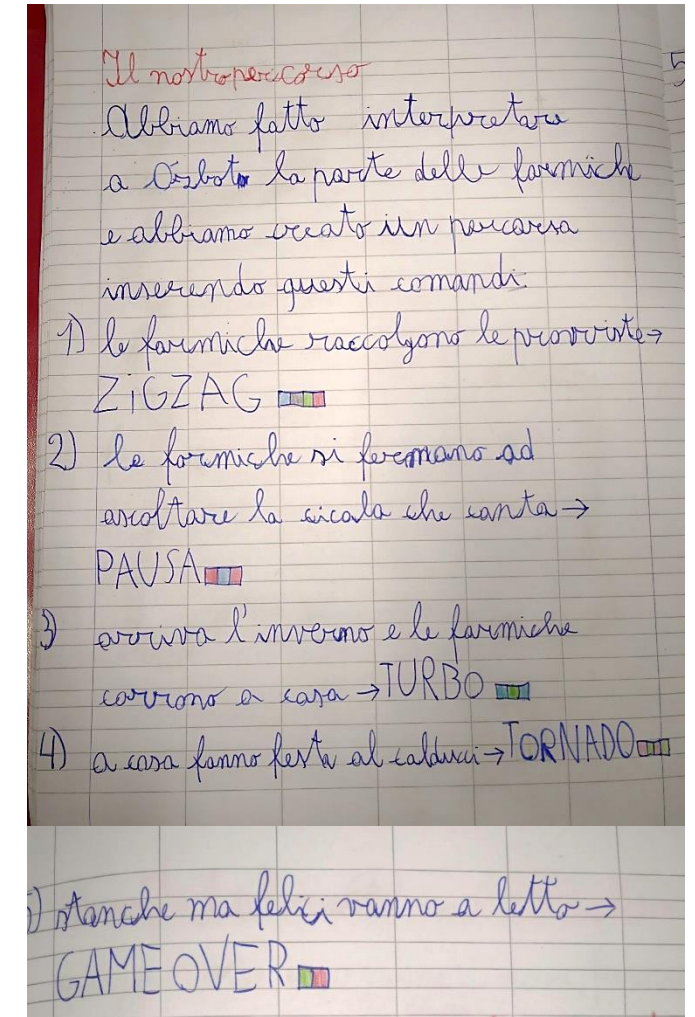 Il nostro percorso
Abbiamo fatto interpretare
a Ozbot la parte delle formiche
e abbiamo creato un percorso
inserendo questi comandi:
1) le formiche raccolgono le provviste→
ZiGZAG
2) le formiche si fermano ad
ascoltare la cicala che canta→
PAUSA
3) arriva l'inverno e le formiche
corrono a casa→TURBO
4) a casa fanno festa al calduci→TORNADO
5) stanche ma felici vanno a letto→
GAME OVER